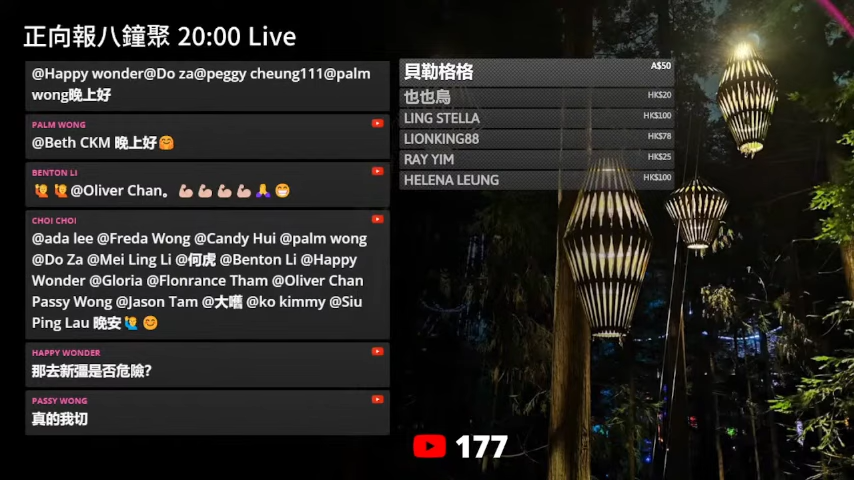 正向報八鐘聚 20:00 Live
@Happy wonder@Do za@peggy cheung111@palm
wong晚上好
PALM WONG
@Beth CKM 晚上好🤗
BENTON LI
🙋🙋@Oliver Chan。💪🏻💪🏻💪🏻💪🏻🙏😁
CHOI CHOI
@ada lee @Freda Wong @Candy Hui @palm wong
@Do Za @Mei Ling Li @何虎 @Benton Li @Happy
Wonder @Gloria @Flonrance Tham @Oliver Chan
Passy Wong @Jason Tam @大嚿 @ko kimmy @Siu
Ping Lau 晚安🙋‍♂️😊
HAPPY WONDER
那去新彊是否危險?
PASSY WONG
真的我切
貝勒格格 A$50
也也鳥 HK$20
LING STELLA HK$100
LIONKING88 HK$78
RAY YIM HK$25
HELENA LEUNG HK$100
177